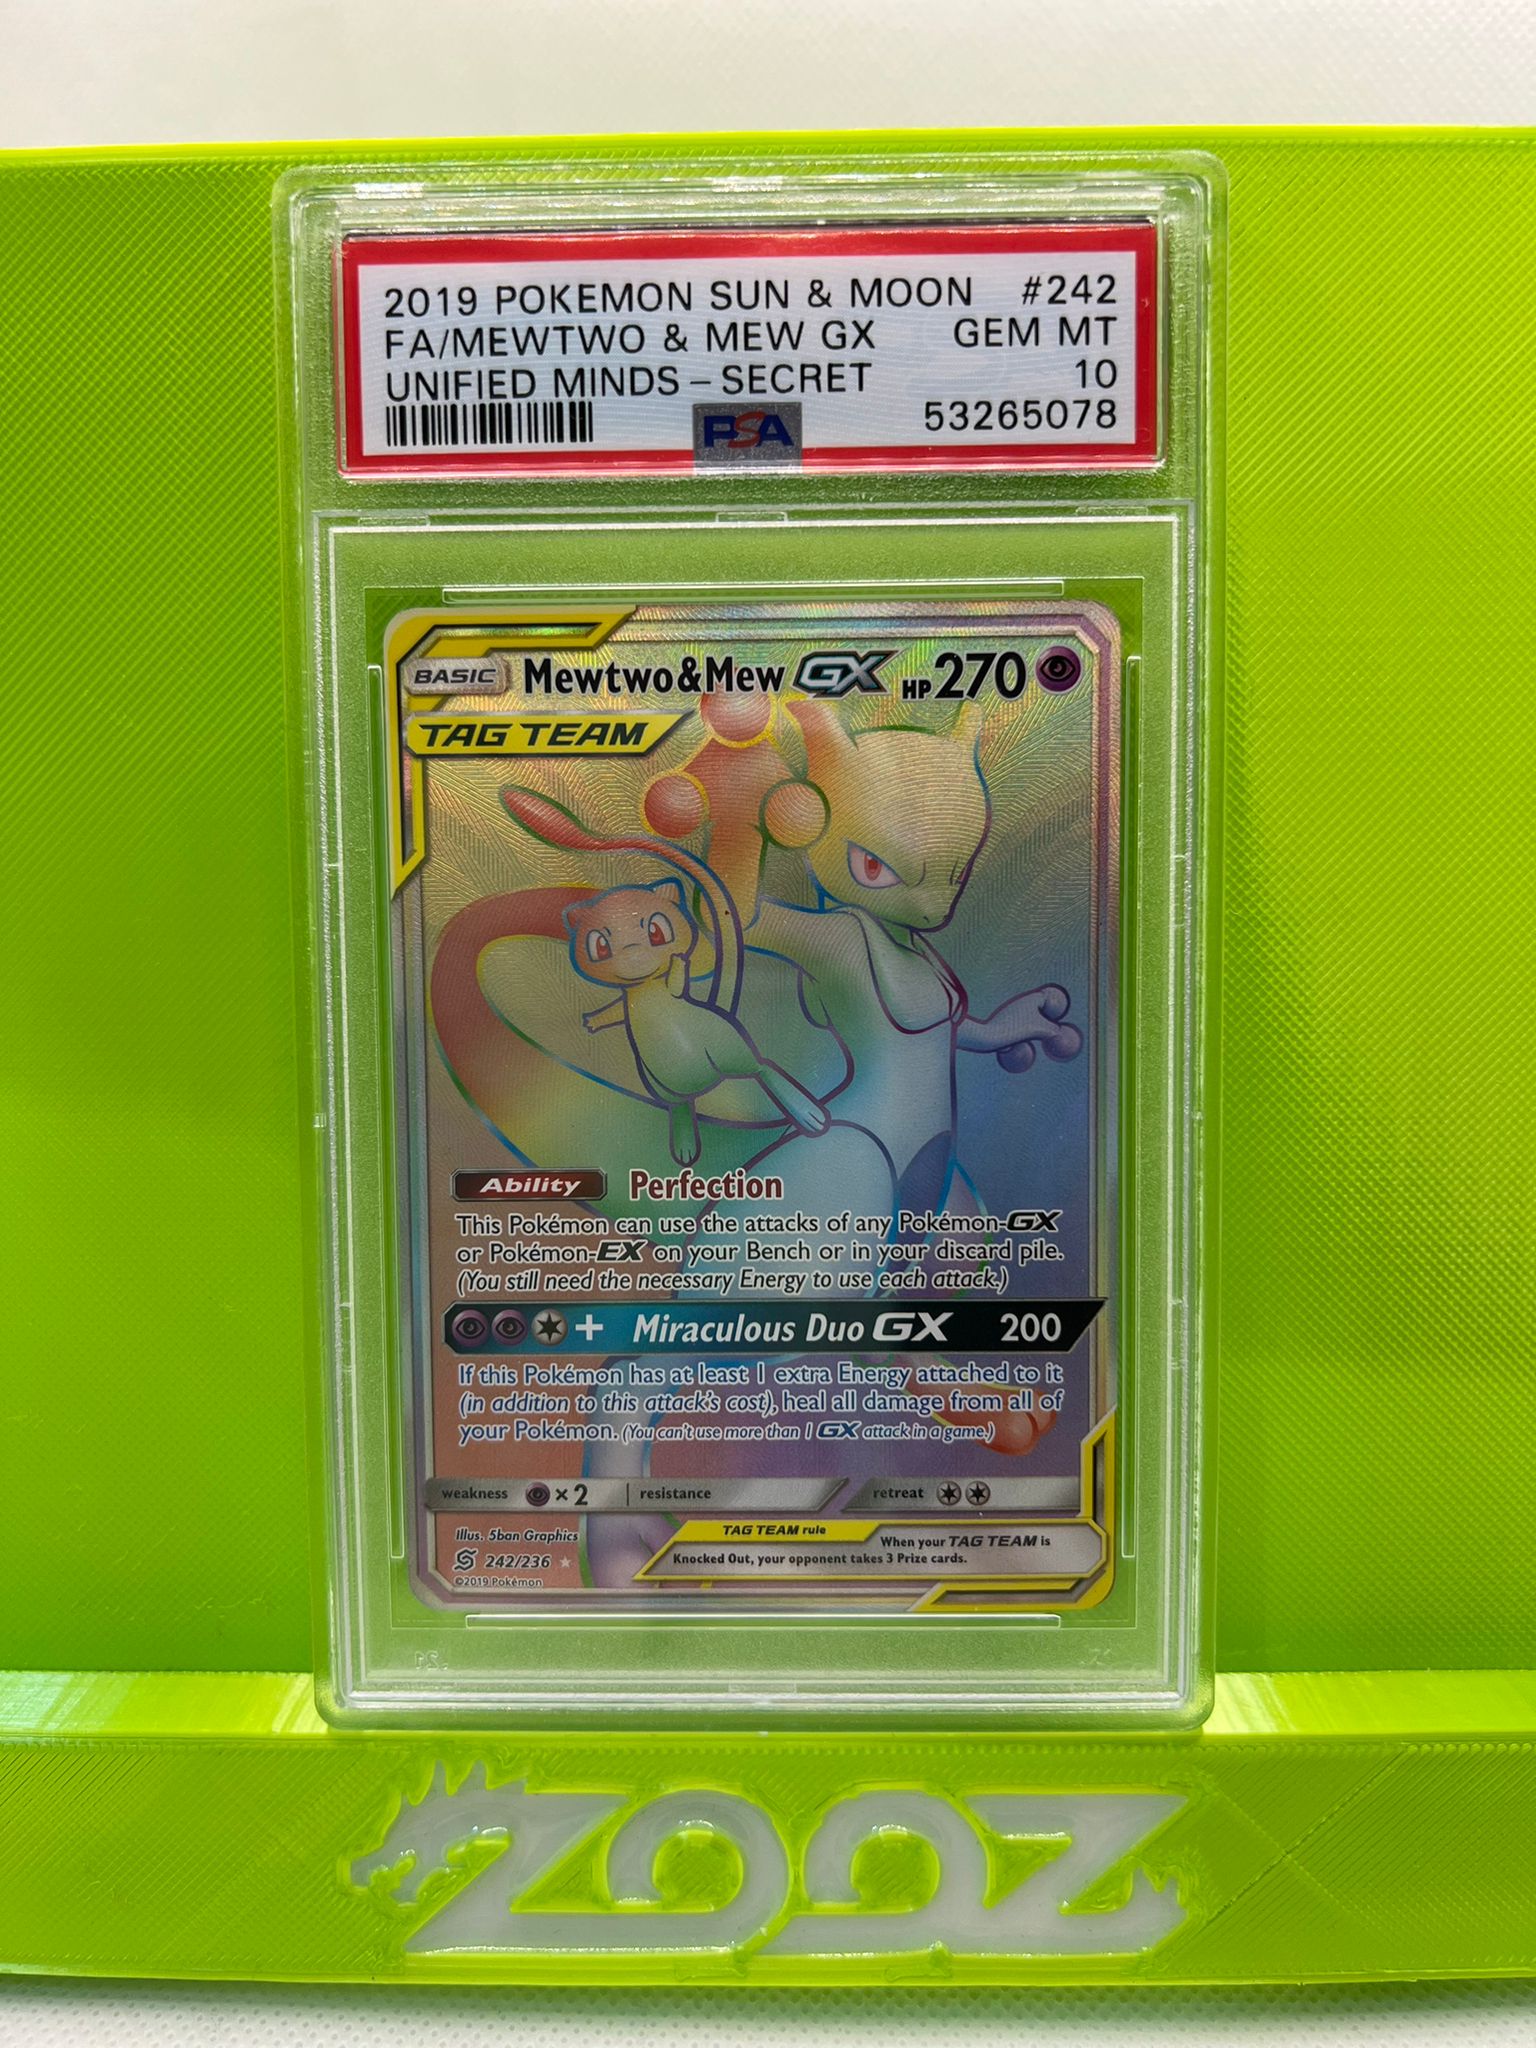 2019 POKEMON SUN & MOON #242
FA/MEWTWO & MEW GX GEM MT
UNIFIED MINDS – SECRET 10
PSA 53265078
BASIC Mewtwo&Mew GX HP270
TAG TEAM
Ability Perfection
This Pokémon can use the attacks of any Pokémon-GX
or Pokémon-EX on your Bench or in your discard pile.
(You still need the necessary Energy to use each attack.)
+ Miraculous Duo GX 200
If this Pokémon has at least 1 extra Energy attached to it
(in addition to this attack's cost), heal all damage from all of
your Pokémon. (You can't use more than 1 GX attack in a game.)
weakness ×2 resistance retreat
Illus. 5ban Graphics
242/236
©2019 Pokémon
TAG TEAM rule
When your TAG TEAM is
Knocked Out, your opponent takes 3 Prize cards.
ZOOZ